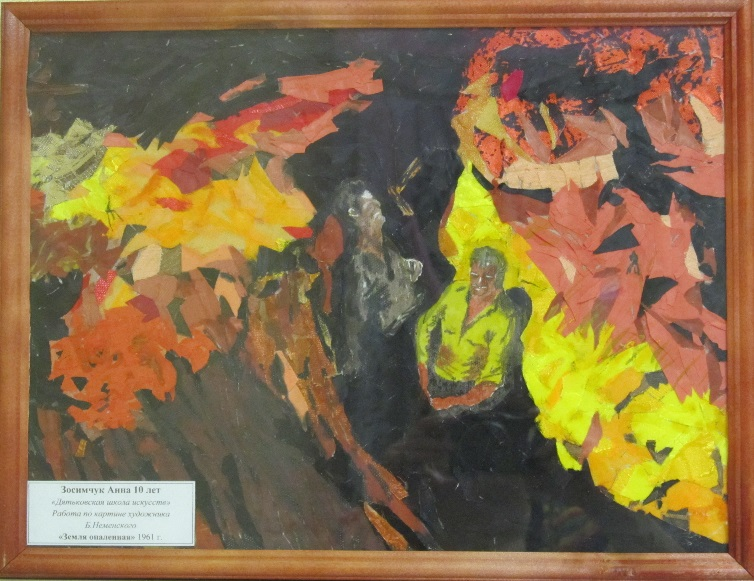 Зосимчук Анна 10 лет
«Дятьковская школа искусств»
Работа по картине художника
Б.Неменского
«Земля опаленная» 1961 г.